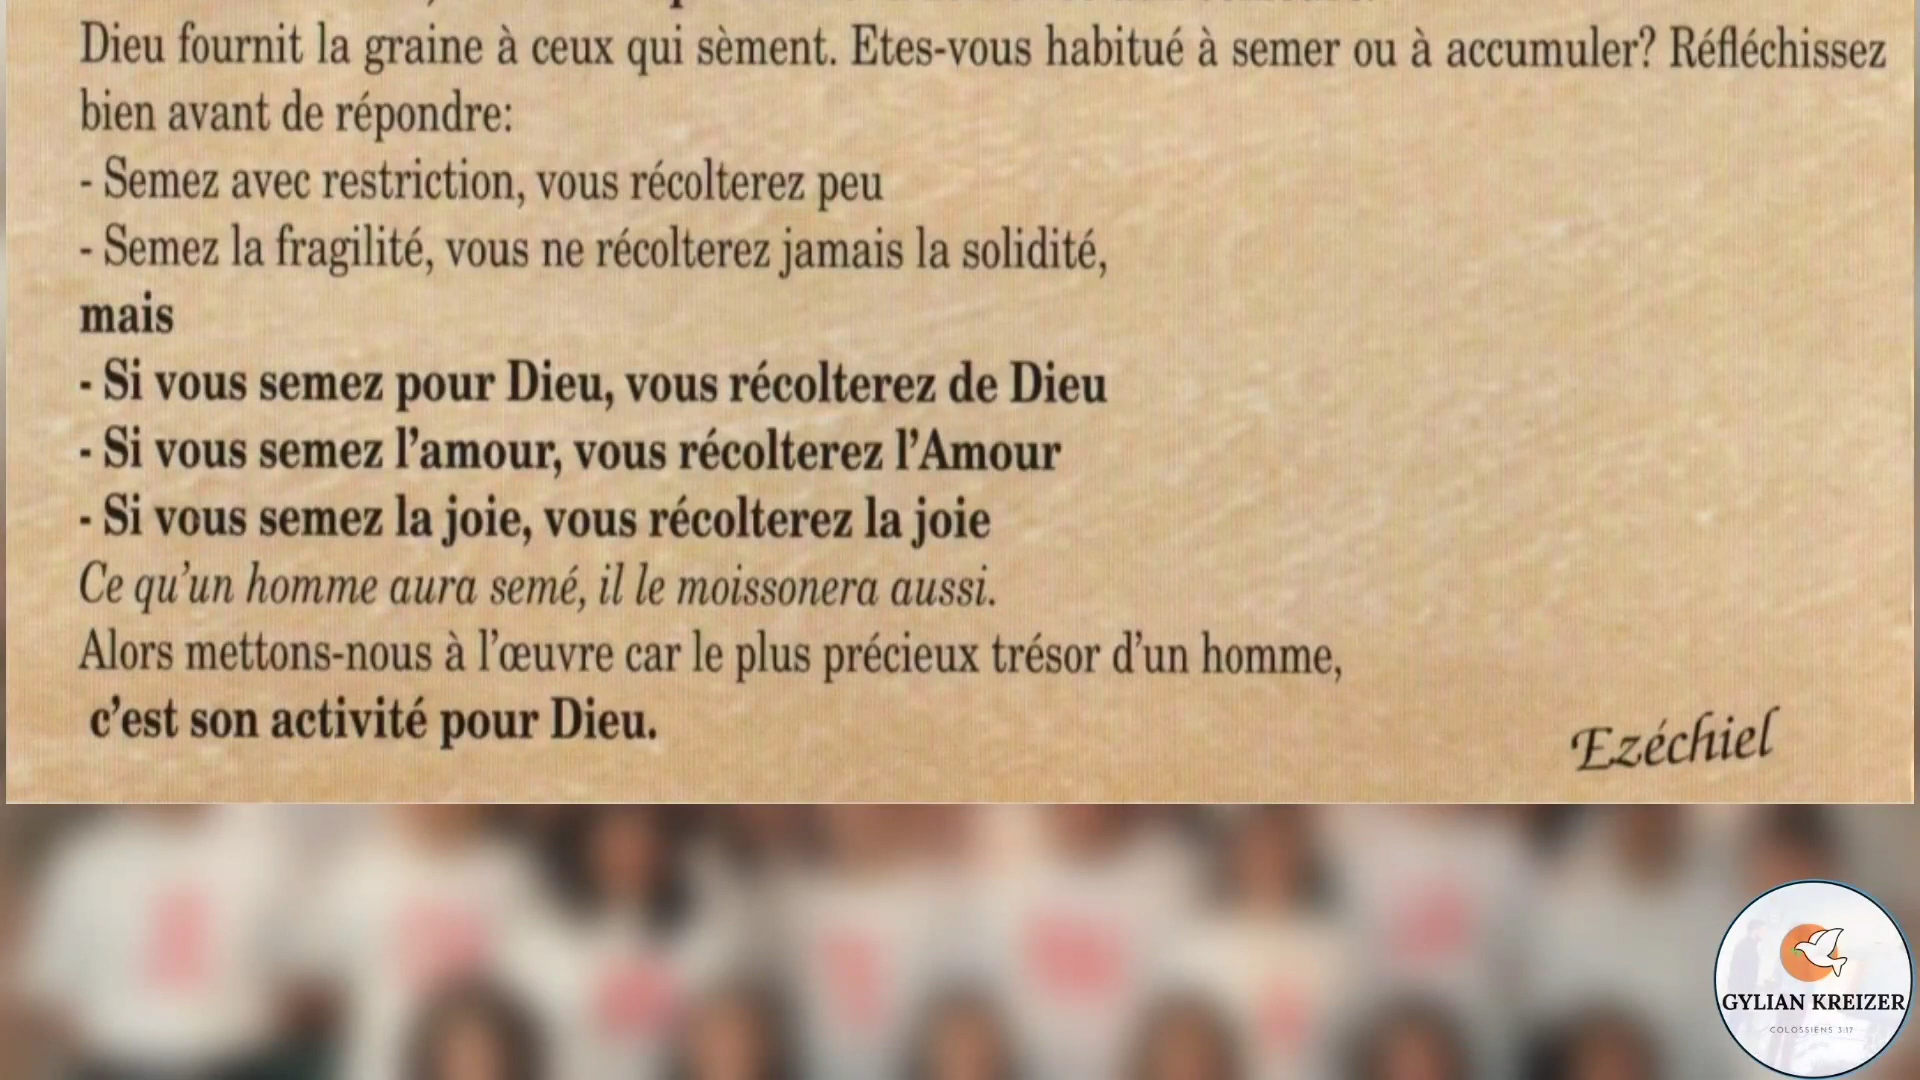 Dieu fournit la graine à ceux qui sèment. Etes-vous habitué à semer ou à accumuler? Réfléchissez
bien avant de répondre:
- Semez avec restriction, vous récolterez peu
- Semez la fragilité, vous ne récolterez jamais la solidité,
mais
- Si vous semez pour Dieu, vous récolterez de Dieu
- Si vous semez l’amour, vous récolterez l’Amour
- Si vous semez la joie, vous récolterez la joie
Ce qu’un homme aura semé, il le moissonera aussi.
Alors mettons-nous à l’œuvre car le plus précieux trésor d’un homme,
c’est son activité pour Dieu.
Ezéchiel
GYLIAN KREIZER
COLOSSIENS 3:17